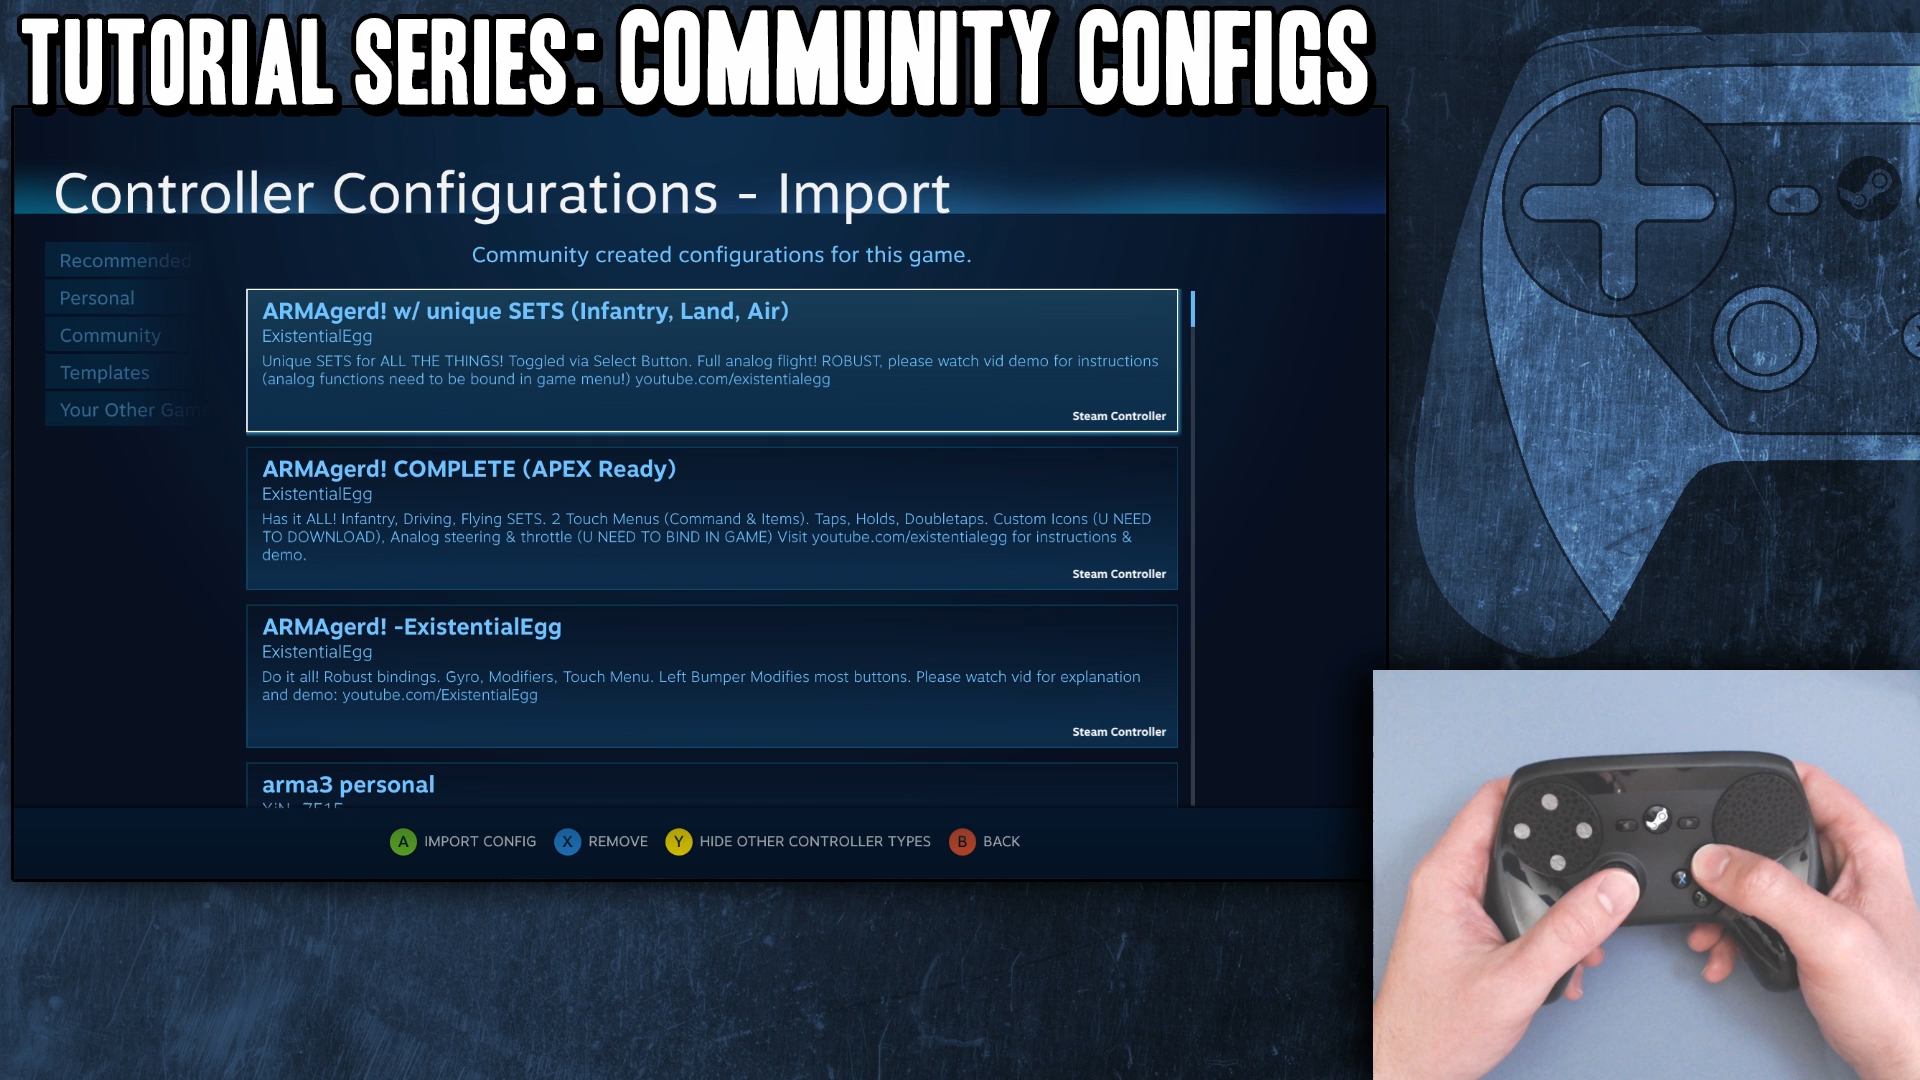 TUTORIAL SERIES: COMMUNITY CONFIGS
Controller Configurations - Import
Recommended
Personal
Community
Templates
Your Other Games
Community created configurations for this game.
ARMAgerd! w/ unique SETS (Infantry, Land, Air)
ExistentialEgg
Unique SETS for ALL THE THINGS! Toggled via Select Button. Full analog flight! ROBUST, please watch vid demo for instructions
(analog functions need to be bound in game menu!) youtube.com/existentialegg
Steam Controller
ARMAgerd! COMPLETE (APEX Ready)
ExistentialEgg
Has it ALL! Infantry, Driving, Flying SETS. 2 Touch Menus (Command & Items). Taps, Holds, Doubletaps. Custom Icons (U NEED
TO DOWNLOAD), Analog steering & throttle (U NEED TO BIND IN GAME) Visit youtube.com/existentialegg for instructions &
demo.
Steam Controller
ARMAgerd! -ExistentialEgg
ExistentialEgg
Do it all! Robust bindings. Gyro, Modifiers, Touch Menu. Left Bumper Modifies most buttons. Please watch vid for explanation
and demo: youtube.com/ExistentialEgg
Steam Controller
arma3 personal
A IMPORT CONFIG X REMOVE Y HIDE OTHER CONTROLLER TYPES B BACK
X